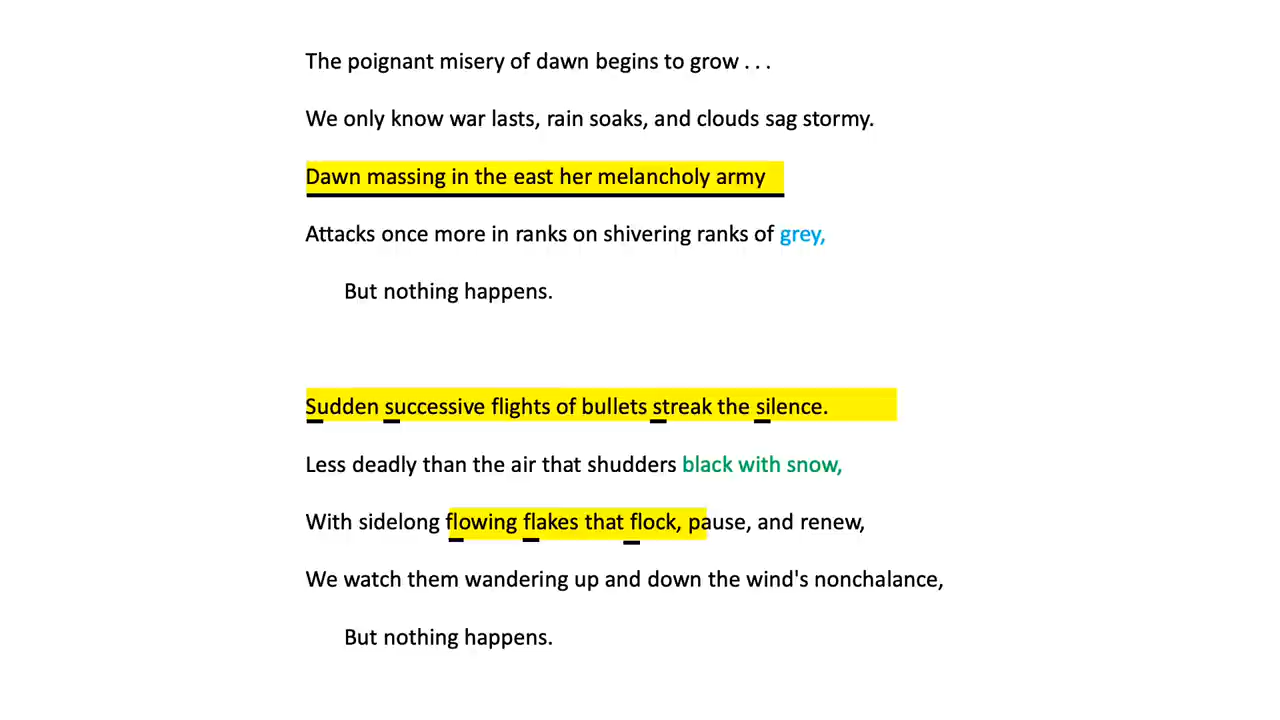 The poignant misery of dawn begins to grow . . .
We only know war lasts, rain soaks, and clouds sag stormy.
Dawn massing in the east her melancholy army
Attacks once more in ranks on shivering ranks of grey,
But nothing happens.
Sudden successive flights of bullets streak the silence.
Less deadly than the air that shudders black with snow,
With sidelong flowing flakes that flock, pause, and renew,
We watch them wandering up and down the wind's nonchalance,
But nothing happens.